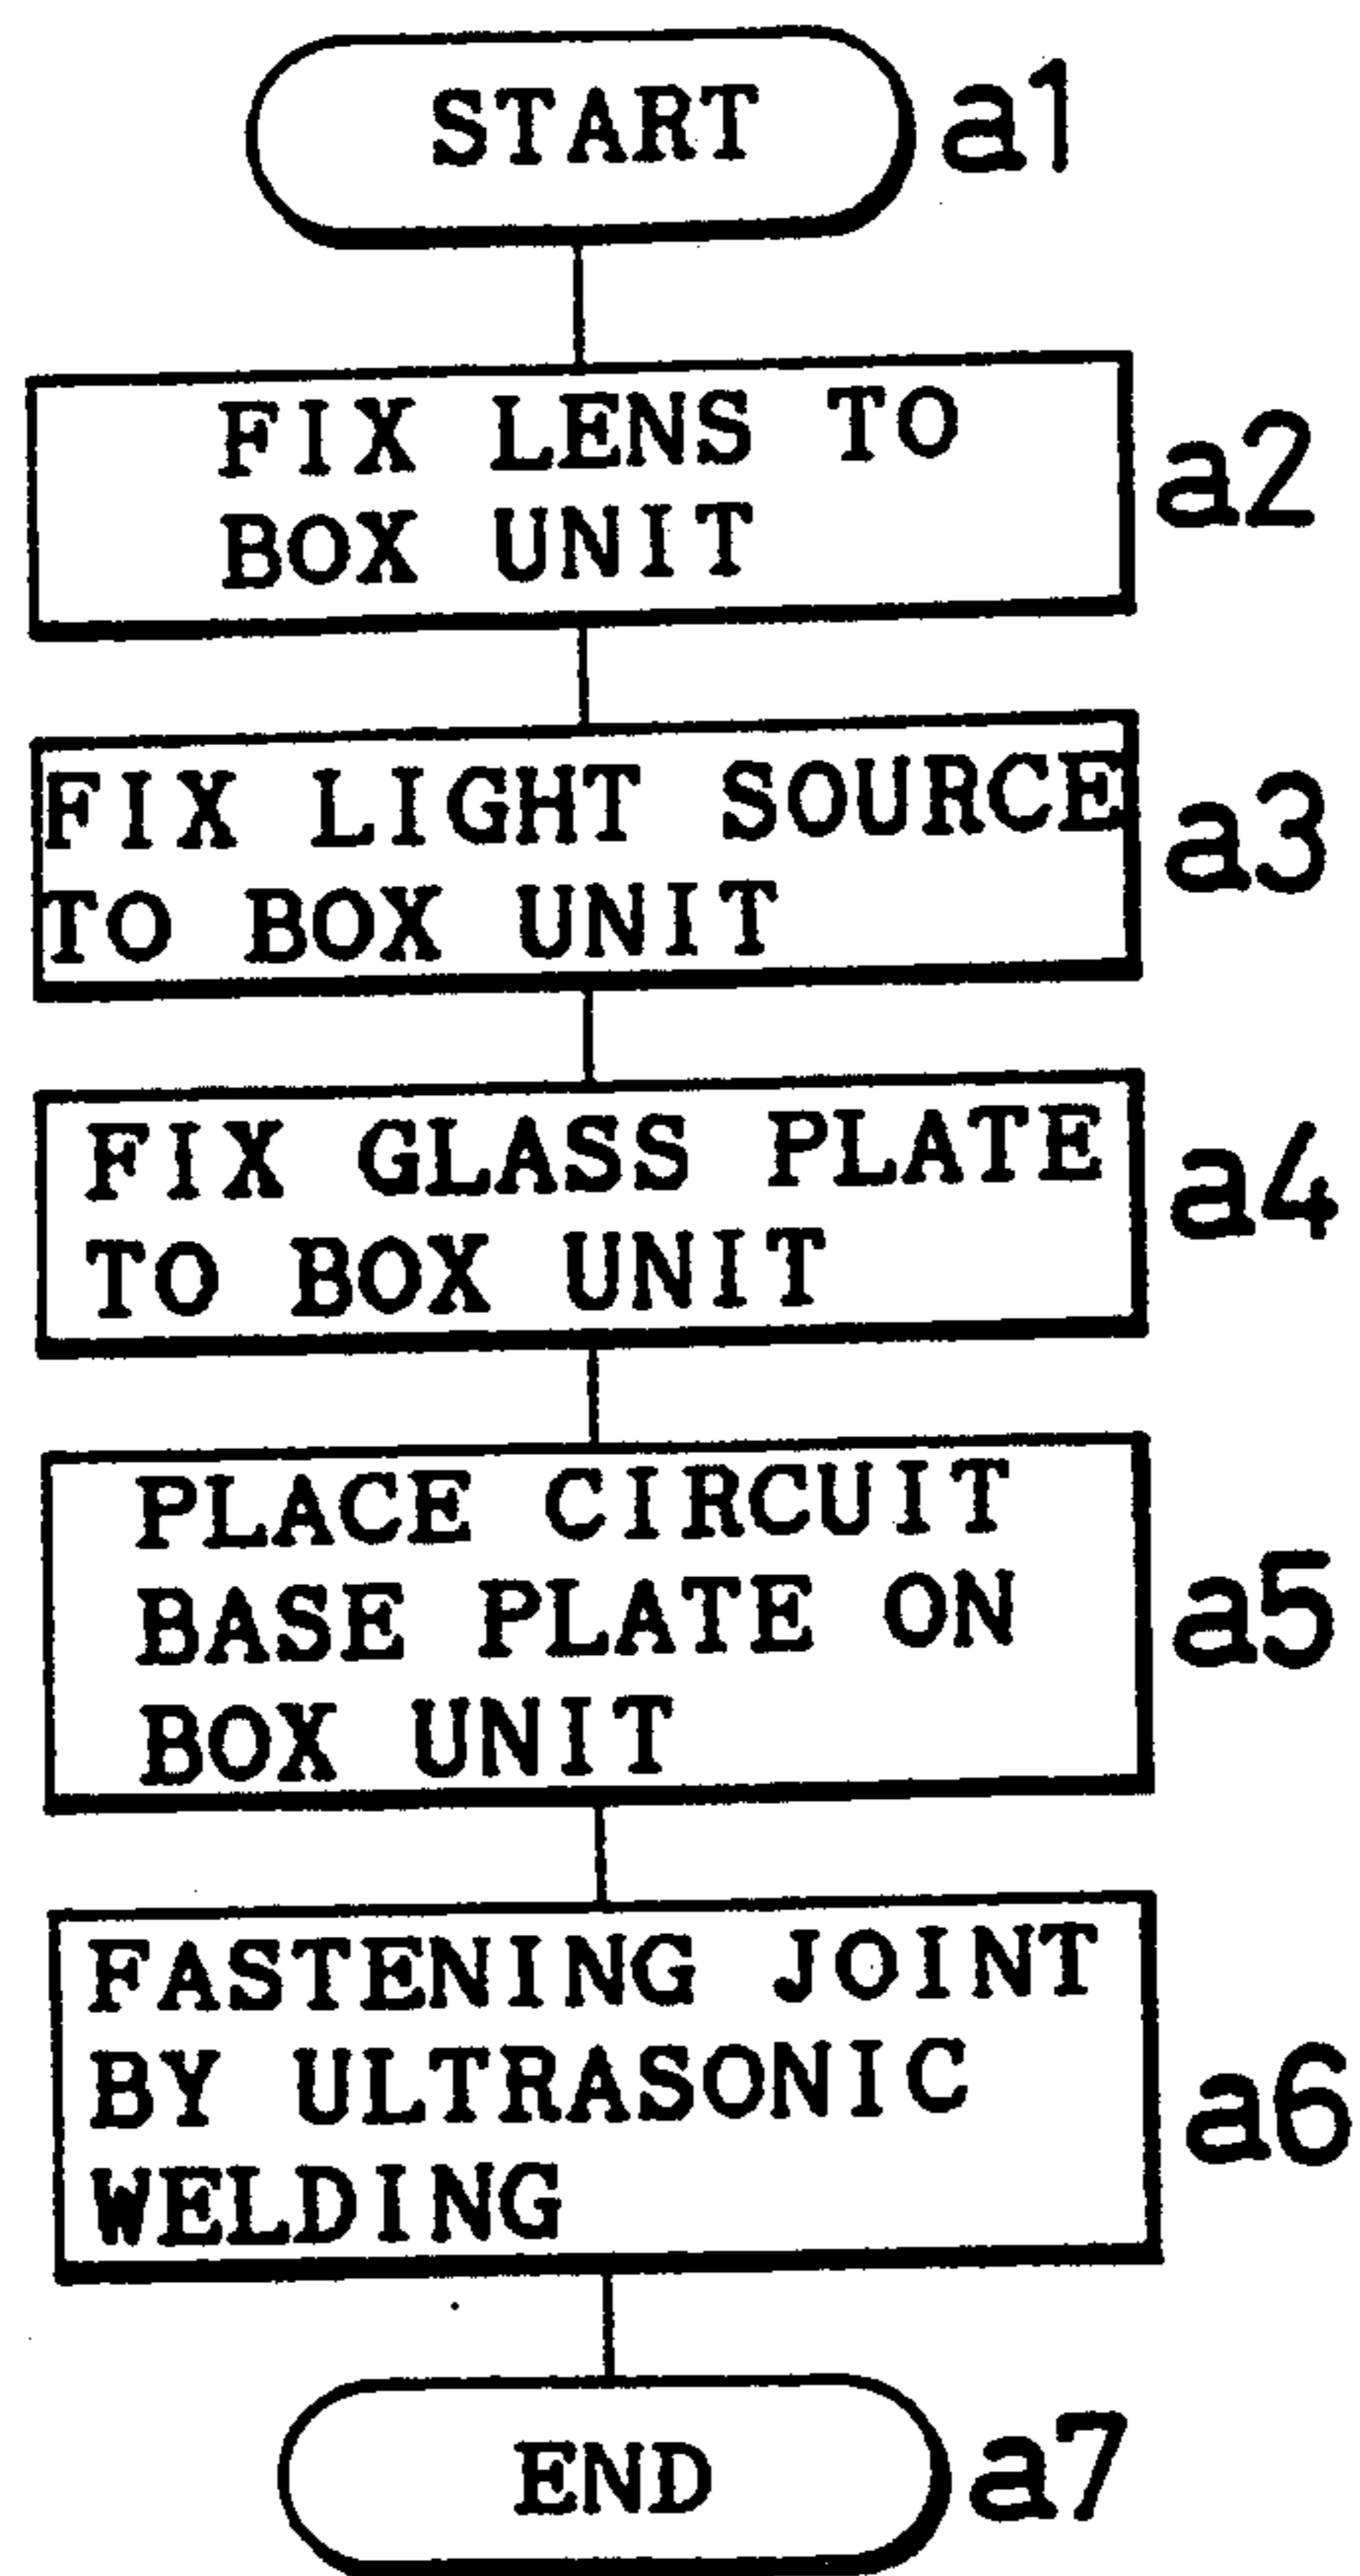 START a1
FIX LENS TO
BOX UNIT
a2
FIX LIGHT SOURCE
TO BOX UNIT
a3
FIX GLASS PLATE
TO BOX UNIT
a4
PLACE CIRCUIT
BASE PLATE ON
BOX UNIT
a5
FASTENING JOINT
BY ULTRASONIC
WELDING
a6
END a7